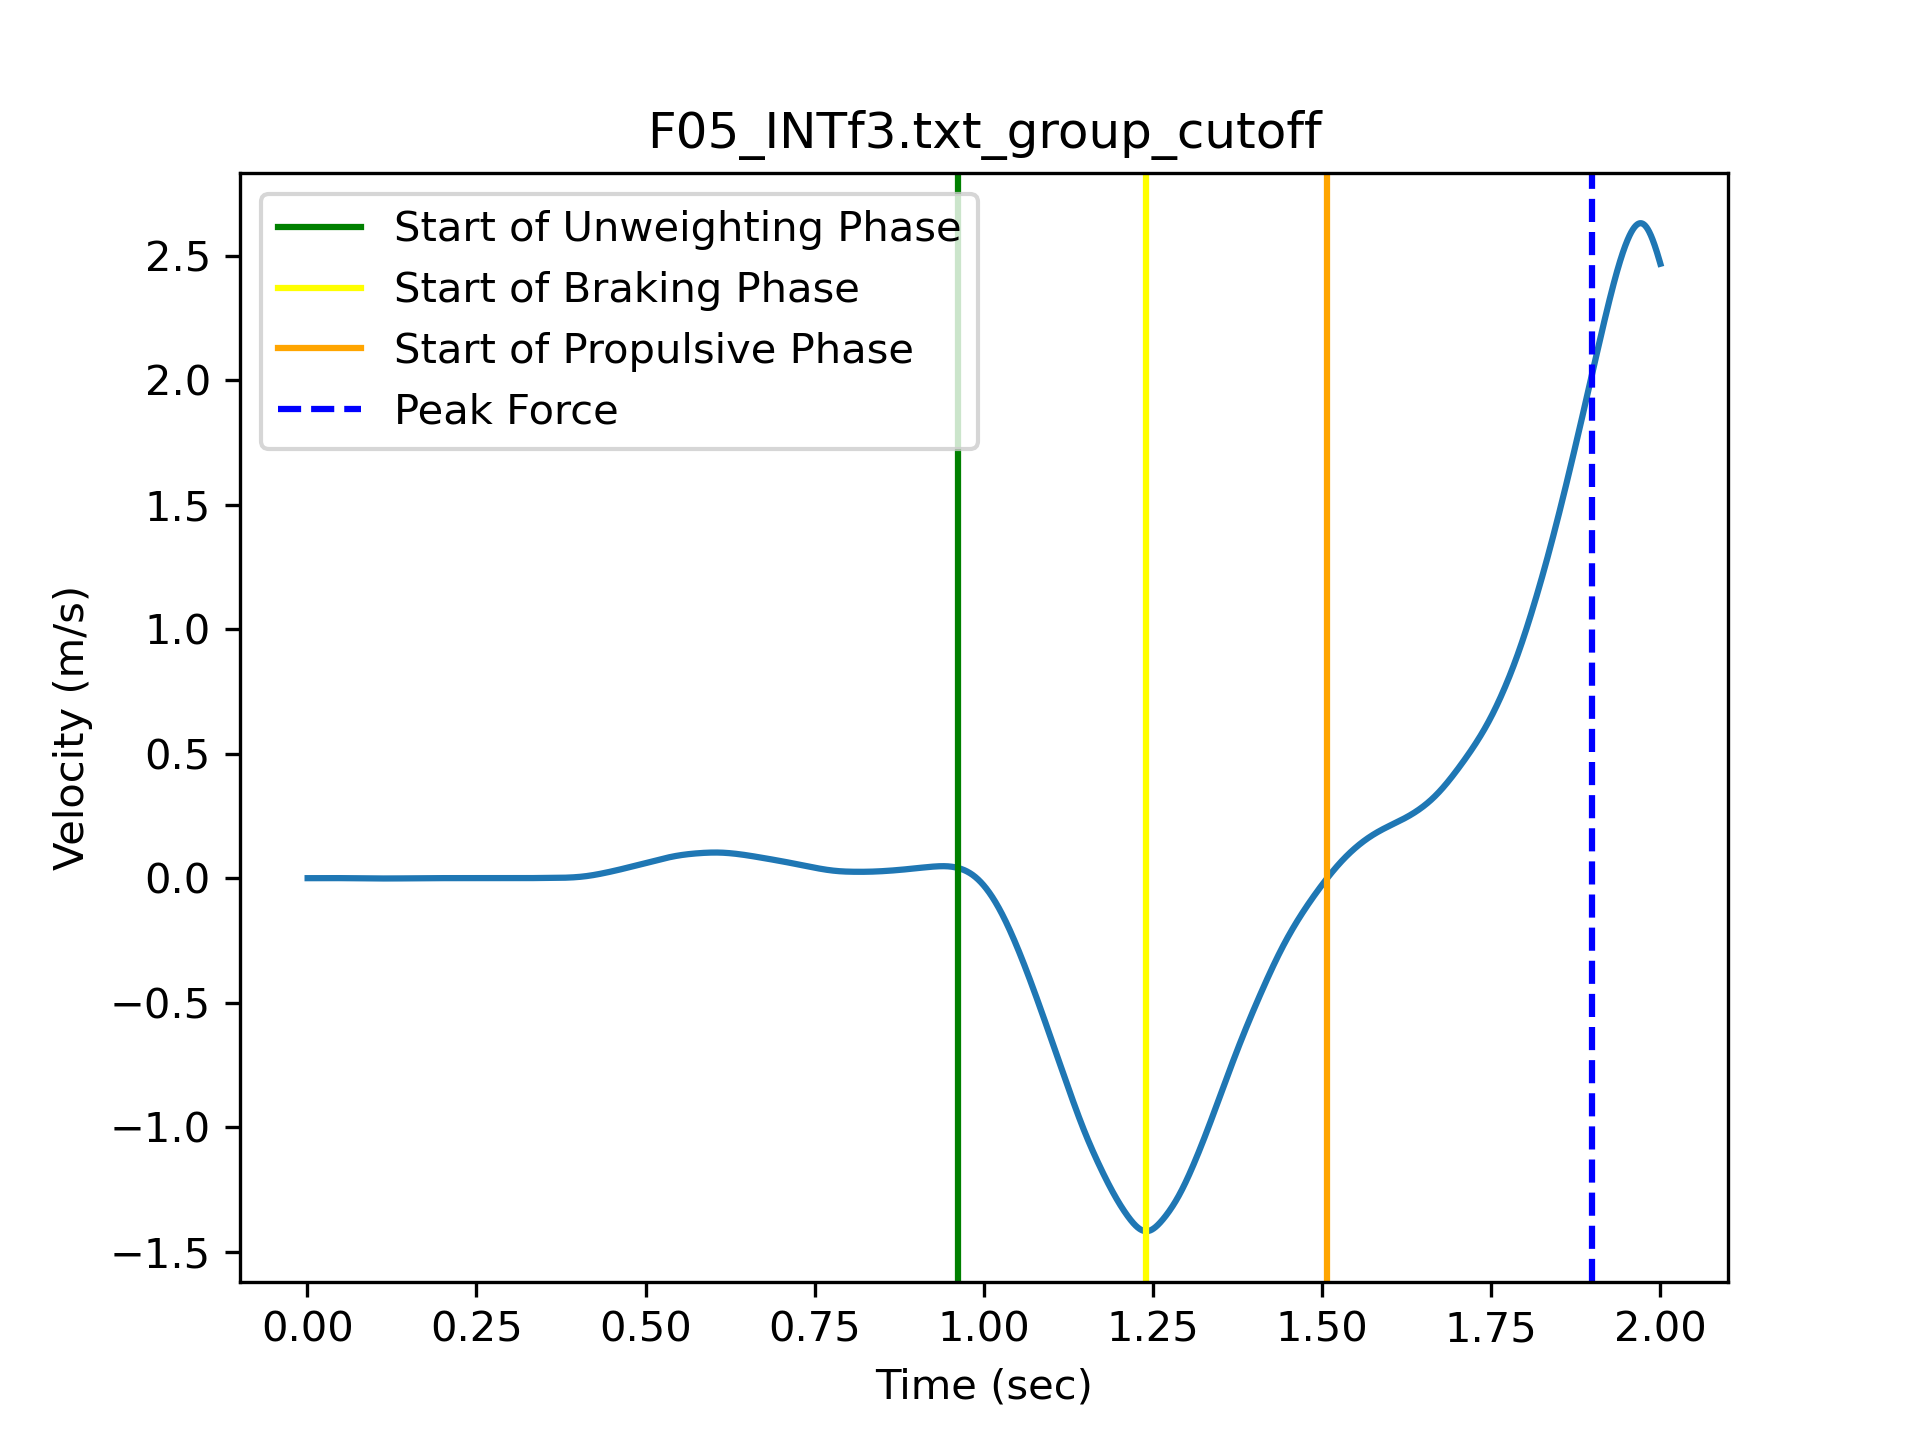 F05_INTf3.txt_group_cutoff
Start of Unweighting Phase
Start of Braking Phase
Start of Propulsive Phase
Peak Force
Velocity (m/s)
2.5
2.0
1.5
1.0
0.5
0.0
−0.5
−1.0
−1.5
0.00 0.25 0.50 0.75 1.00 1.25 1.50 1.75 2.00
Time (sec)